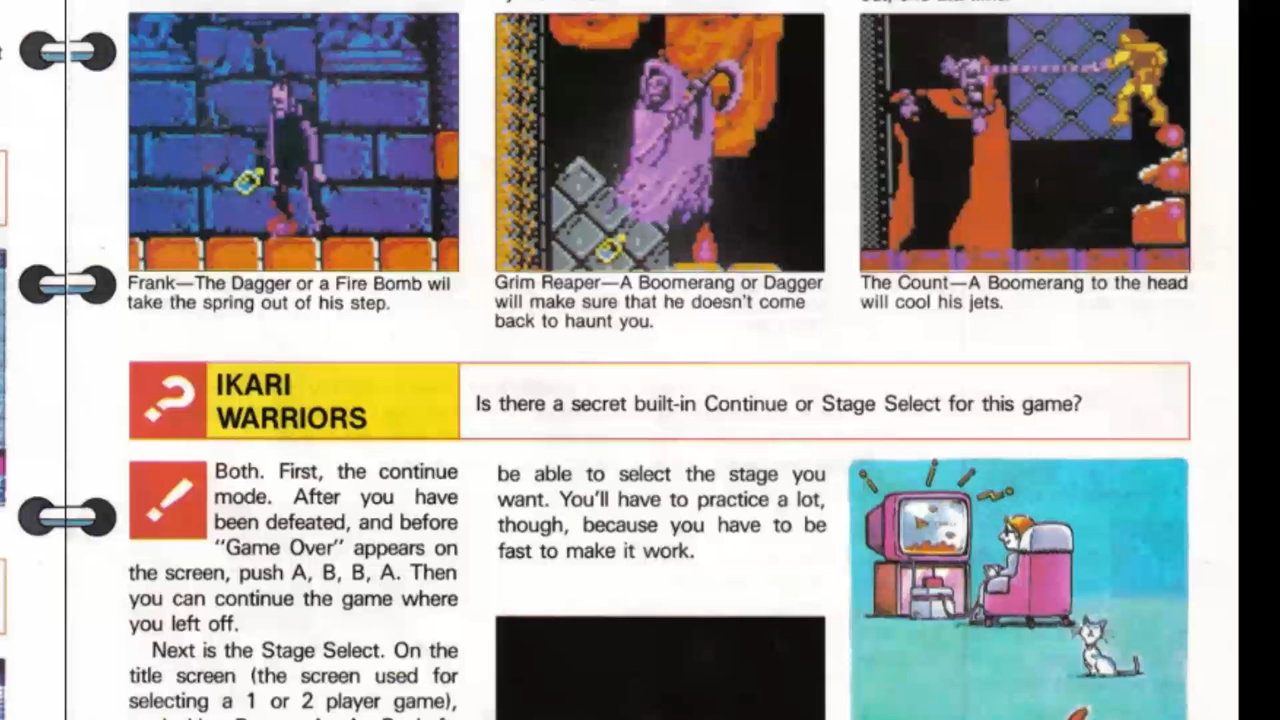 Frank—The Dagger or a Fire Bomb wil
take the spring out of his step.
Grim Reaper—A Boomerang or Dagger
will make sure that he doesn't come
back to haunt you.
The Count—A Boomerang to the head
will cool his jets.
?
IKARI
WARRIORS
Is there a secret built-in Continue or Stage Select for this game?
!
Both. First, the continue
mode. After you have
been defeated, and before
"Game Over" appears on
the screen, push A, B, B, A. Then
you can continue the game where
you left off.
Next is the Stage Select. On the
title screen (the screen used for
selecting a 1 or 2 player game),
be able to select the stage you
want. You'll have to practice a lot,
though, because you have to be
fast to make it work.